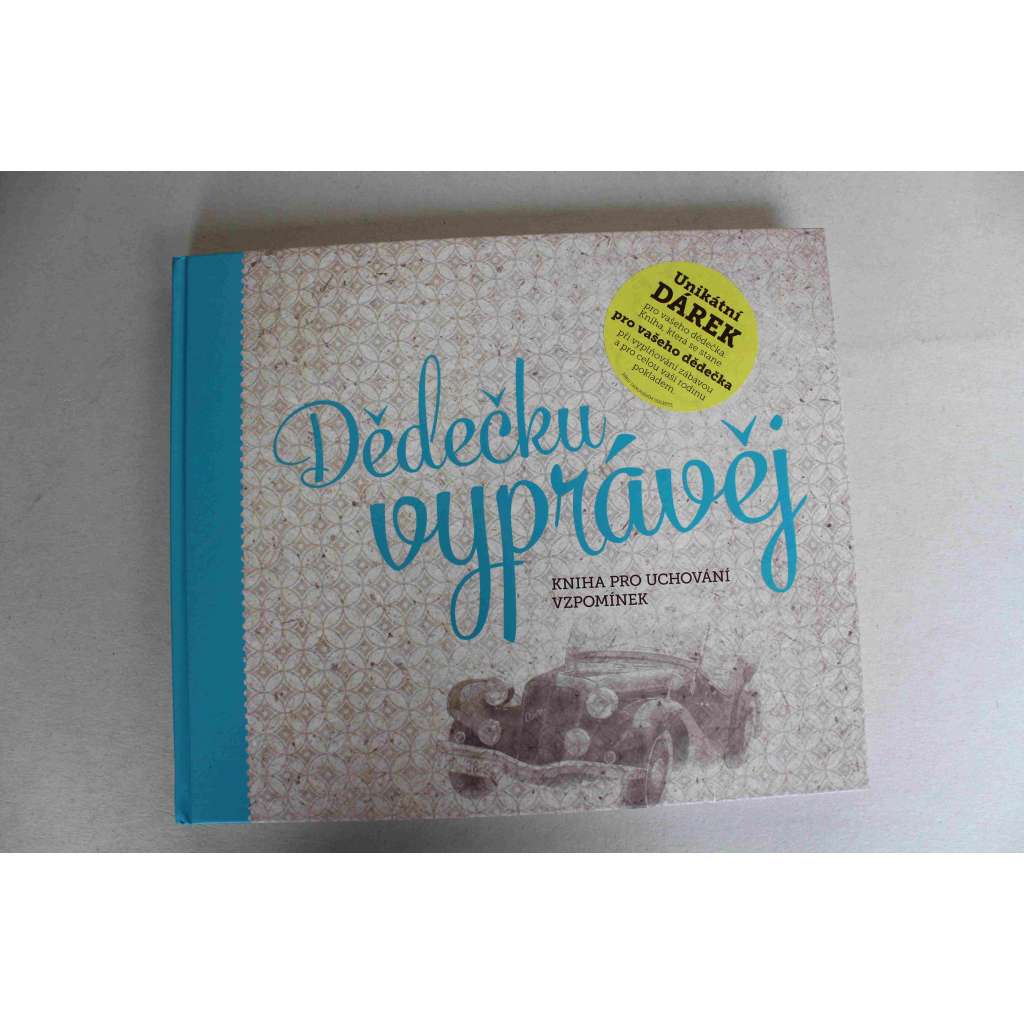 Unikátní
DÁREK
pro vašeho dědečka.
Kniha, která se stane
pro vašeho dědečka
při vyplňování zábavou
a pro celou vaši rodinu
pokladem.
Dědečku
vyprávěj
KNIHA PRO UCHOVÁNÍ
VZPOMÍNEK